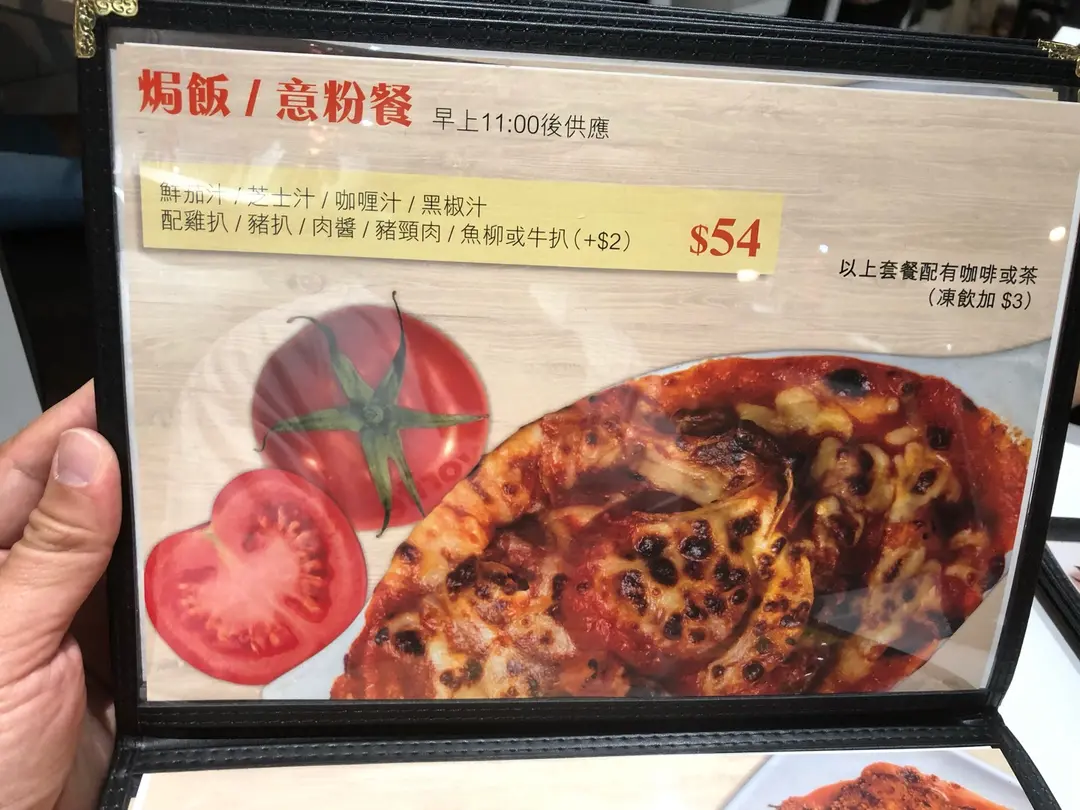 焗飯 / 意粉餐 早上11:00後供應
鮮茄汁 / 芝士汁 / 咖喱汁 / 黑椒汁
配雞扒 / 豬扒 / 肉醬 / 豬頸肉 / 魚柳或牛扒（+$2）
$54
以上套餐配有咖啡或茶
（凍飲加 $3）